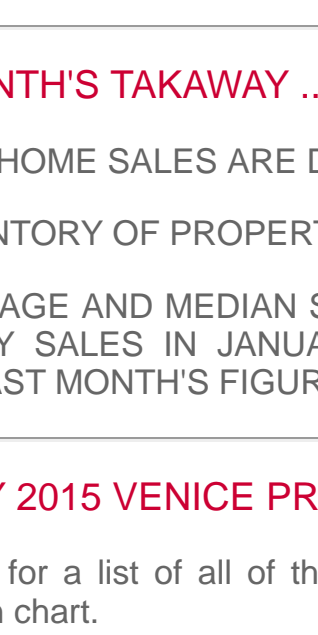 NTH'S TAKAWAY ..
HOME SALES ARE
NTORY OF PROPERT
AGE AND MEDIAN S
Y SALES IN JANUA
AST MONTH'S FIGUR
Y 2015 VENICE PR
for a list of all of th
chart.